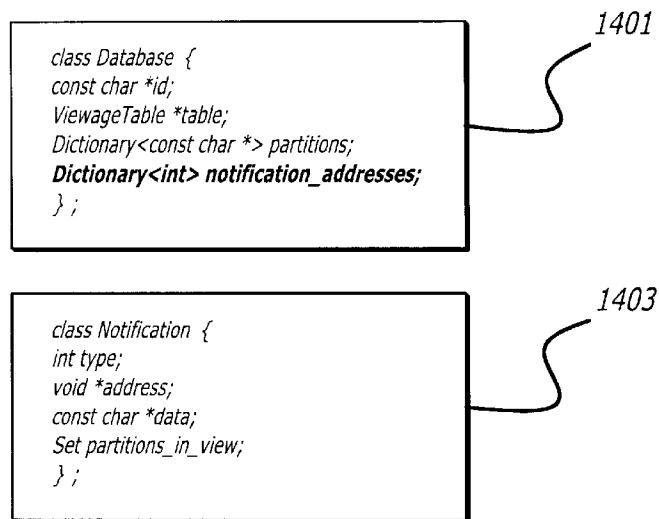 1401
class Database {
const char *id;
ViewageTable *table;
Dictionary<const char *> partitions;
Dictionary<int> notification_addresses;
} ;
1403
class Notification {
int type;
void *address;
const char *data;
Set partitions_in_view;
} ;